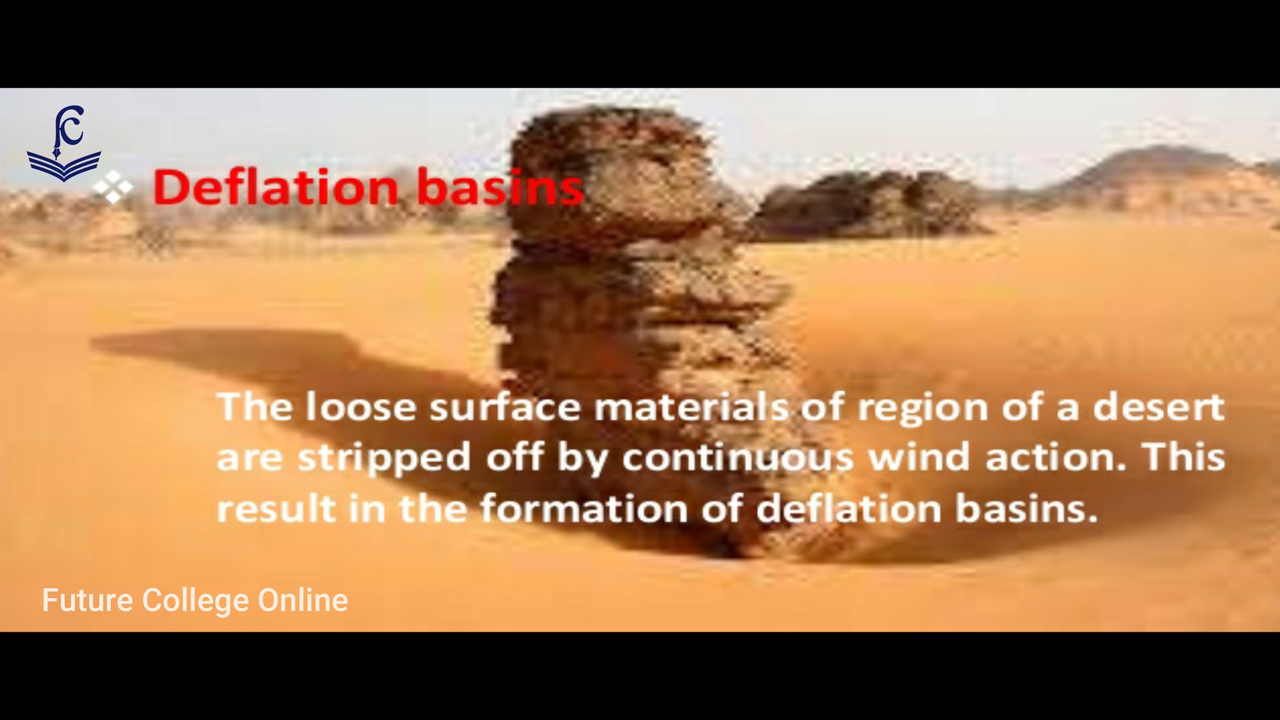 Deflation basins
The loose surface materials of region of a desert
are stripped off by continuous wind action. This
result in the formation of deflation basins.
Future College Online